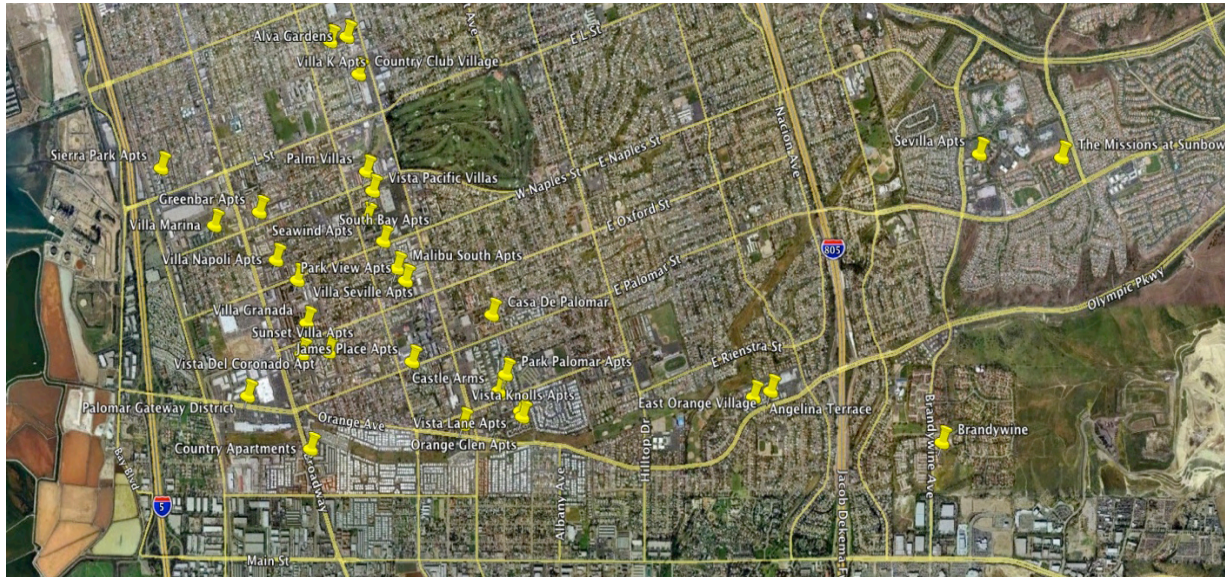 Alva Gardens
E L St
Villa K Apts
Country Club Village
Nacion Ave
Sierra Park Apts
L St
Palm Villas
E Naples St
Sevilla Apts
The Missions at Sunbow
Vista Pacific Villas
W Naples St
Greenbar Apts
Villa Marina
South Bay Apts
Seawind Apts
E Oxford St
Villa Napoli Apts
Park View Apts
Malibu South Apts
805
Villa Seville Apts
E Palomar St
Villa Granada
Casa De Palomar
Olympic Pkwy
Sunset Villa Apts
James Place Apts
Vista Del Coronado Apt
E Rienstra St
Park Palomar Apts
Castle Arms
Vista Knolls Apts
Palomar Gateway District
East Orange Village
Angelina Terrace
Orange Ave
Vista Lane Apts
Orange Glen Apts
Brandywine Ave
Brandywine
Country Apartments
Hilltop Dr
Bay Blvd
Broadway
Albany Ave
5
Main St